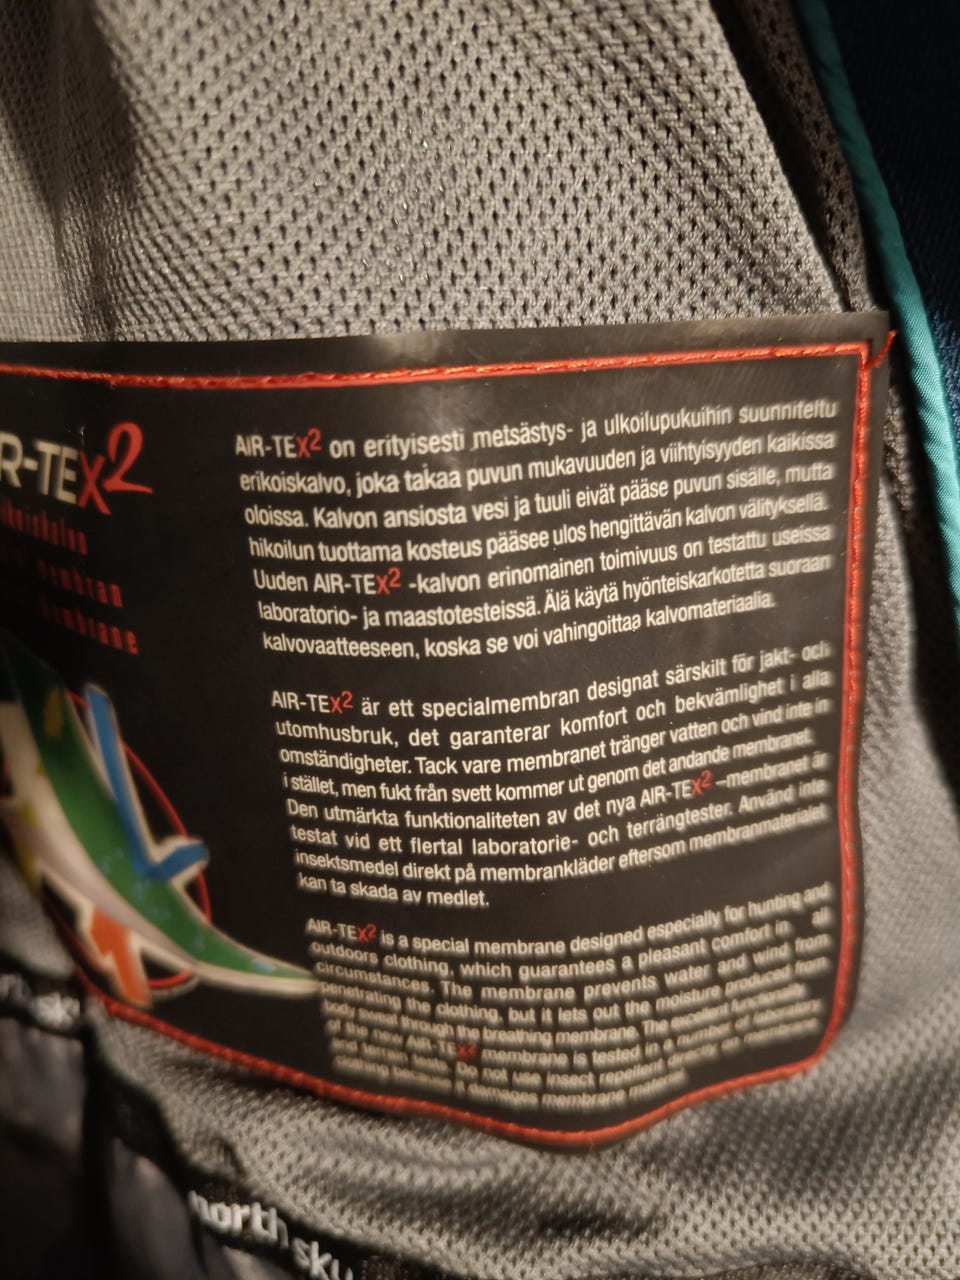 R-TEX2
membran
membrane
AIR-TEX2 on erityisesti metsästys- ja ulkoilupukuihin suunniteltu
erikoiskalvo, joka takaa puvun mukavuuden ja viihtyisyyden kaikissa
oloissa. Kalvon ansiosta vesi ja tuuli eivät pääse puvun sisälle, mutta
hikoilun tuottama kosteus pääsee ulos hengittävän kalvon välityksellä.
Uuden AIR-TEX2 -kalvon erinomainen toimivuus on testattu useissa
laboratorio- ja maastotesteissä. Älä käytä hyönteiskarkotetta suoraan
kalvovaatteeseen, koska se voi vahingoittaa kalvomateriaalia.
AIR-TEX2 är ett specialmembran designat särskilt för jakt- och
utomhusbruk, det garanterar komfort och bekvämlighet i alla
omständigheter. Tack vare membranet tränger vatten och vind inte in
i stället, men fukt från svett kommer ut genom det andande membranet.
Den utmärkta funktionaliteten av det nya AIR-TEX2 –membranet är
testat vid ett flertal laboratorie- och terrängtester. Använd inte
insektsmedel direkt på membrankläder eftersom membranmaterialet
kan ta skada av medlet.
AIR-TEX2 is a special membrane designed especially for hunting and
outdoors clothing, which guarantees a pleasant comfort in all
circumstances. The membrane prevents water and wind from
penetrating the clothing, but it lets out the moisture produced from
body sweat through the breathing membrane. The excellent functionality
of the new AIR-TEX2 membrane is tested in a number of laboratory
and terrain tests. Do not use insect repellent directly on membrane
clothing because it damages membrane material.
north sky